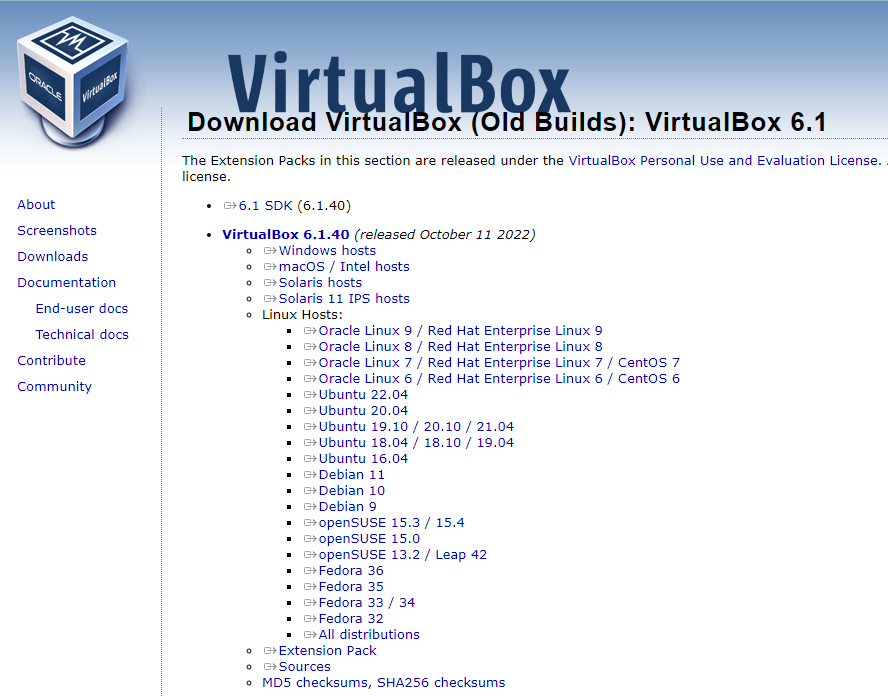 ORACLE
VirtualBox
VirtualBox
Download VirtualBox (Old Builds): VirtualBox 6.1
The Extension Packs in this section are released under the VirtualBox Personal Use and Evaluation License.
license.
6.1 SDK (6.1.40)
VirtualBox 6.1.40 (released October 11 2022)
Windows hosts
macOS / Intel hosts
Solaris hosts
Solaris 11 IPS hosts
Linux Hosts:
Oracle Linux 9 / Red Hat Enterprise Linux 9
Oracle Linux 8 / Red Hat Enterprise Linux 8
Oracle Linux 7 / Red Hat Enterprise Linux 7 / CentOS 7
Oracle Linux 6 / Red Hat Enterprise Linux 6 / CentOS 6
Ubuntu 22.04
Ubuntu 20.04
Ubuntu 19.10 / 20.10 / 21.04
Ubuntu 18.04 / 18.10 / 19.04
Ubuntu 16.04
Debian 11
Debian 10
Debian 9
openSUSE 15.3 / 15.4
openSUSE 15.0
openSUSE 13.2 / Leap 42
Fedora 36
Fedora 35
Fedora 33 / 34
Fedora 32
All distributions
Extension Pack
Sources
MD5 checksums, SHA256 checksums
About
Screenshots
Downloads
Documentation
End-user docs
Technical docs
Contribute
Community